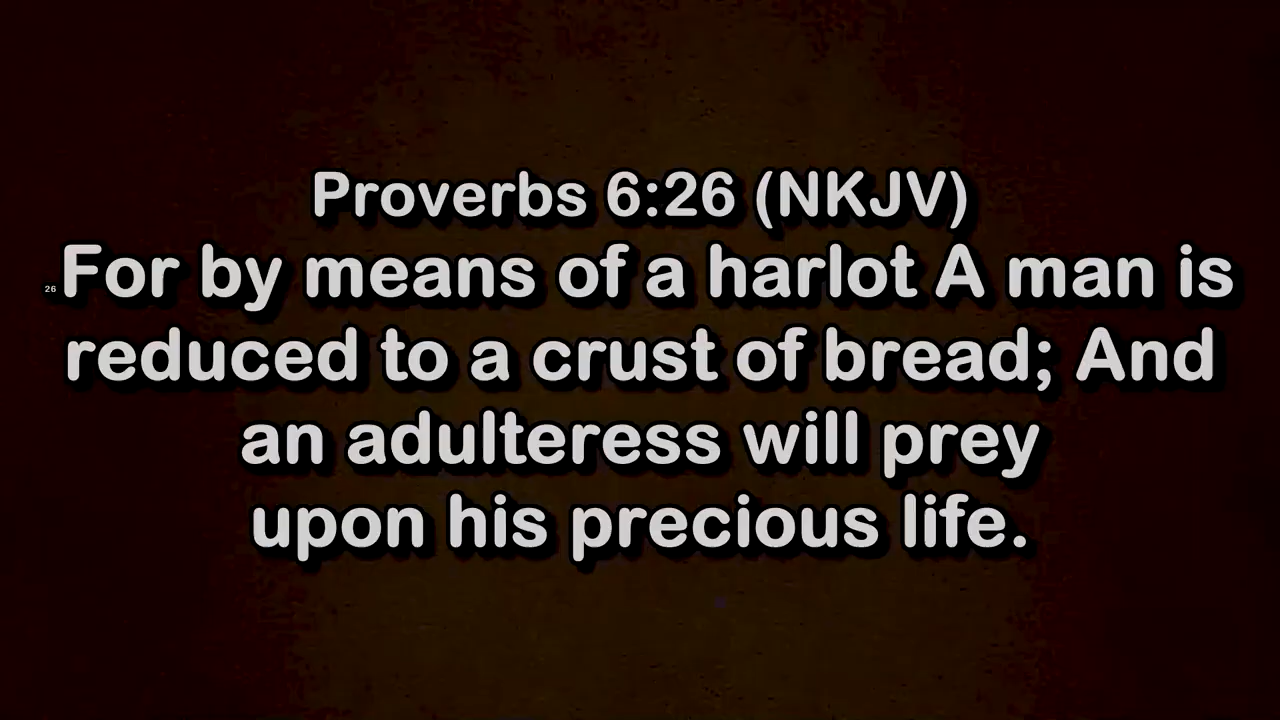 Proverbs 6:26 (NKJV)
26 For by means of a harlot A man is
reduced to a crust of bread; And
an adulteress will prey
upon his precious life.